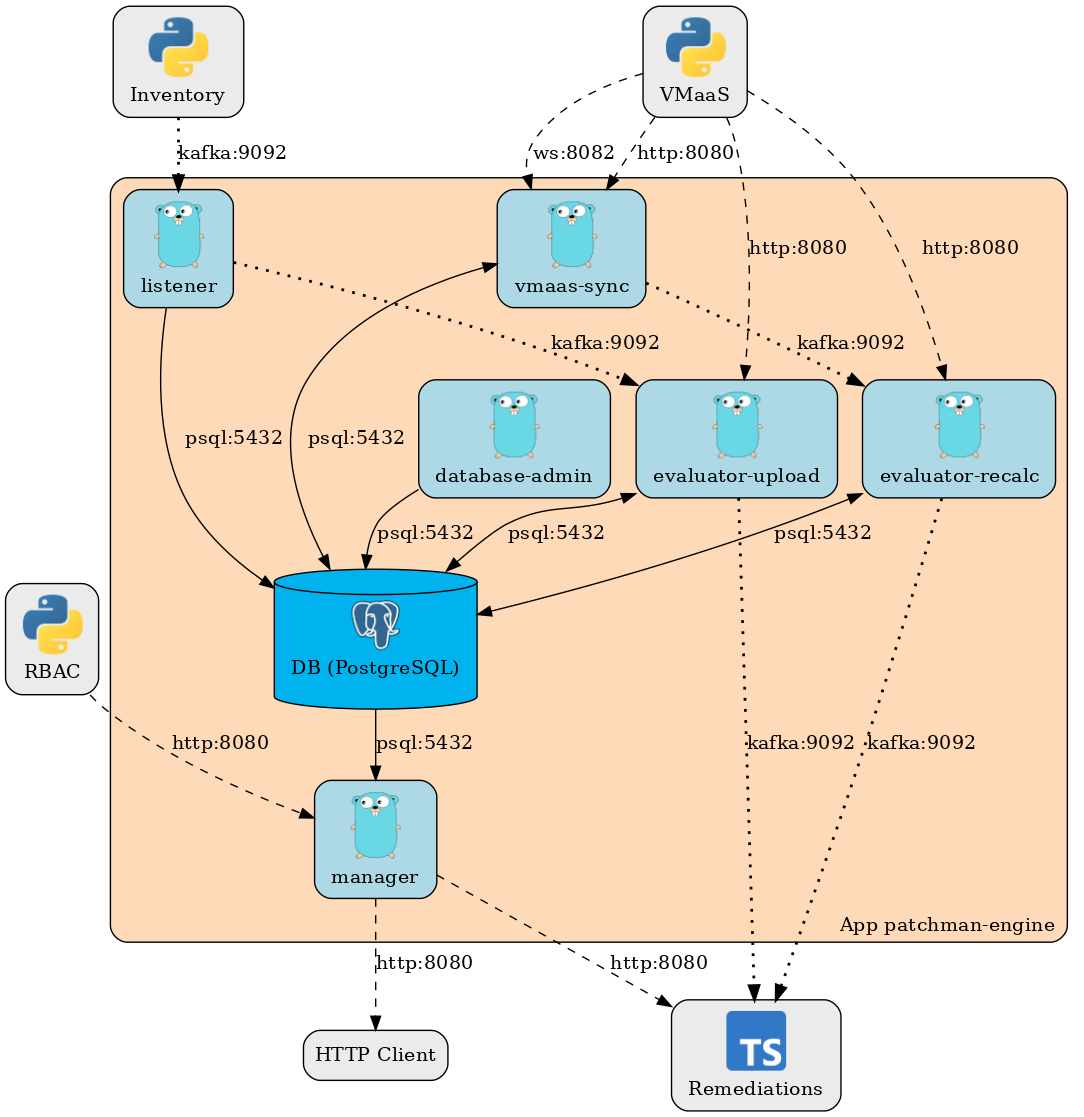 Inventory
VMaaS
kafka:9092
ws:8082
http:8080
http:8080
http:8080
listener
vmaas-sync
kafka:9092
kafka:9092
psql:5432
psql:5432
database-admin
evaluator-upload
evaluator-recalc
psql:5432
psql:5432
psql:5432
RBAC
DB (PostgreSQL)
http:8080
psql:5432
kafka:9092
kafka:9092
manager
App patchman-engine
http:8080
http:8080
HTTP Client
TS
Remediations